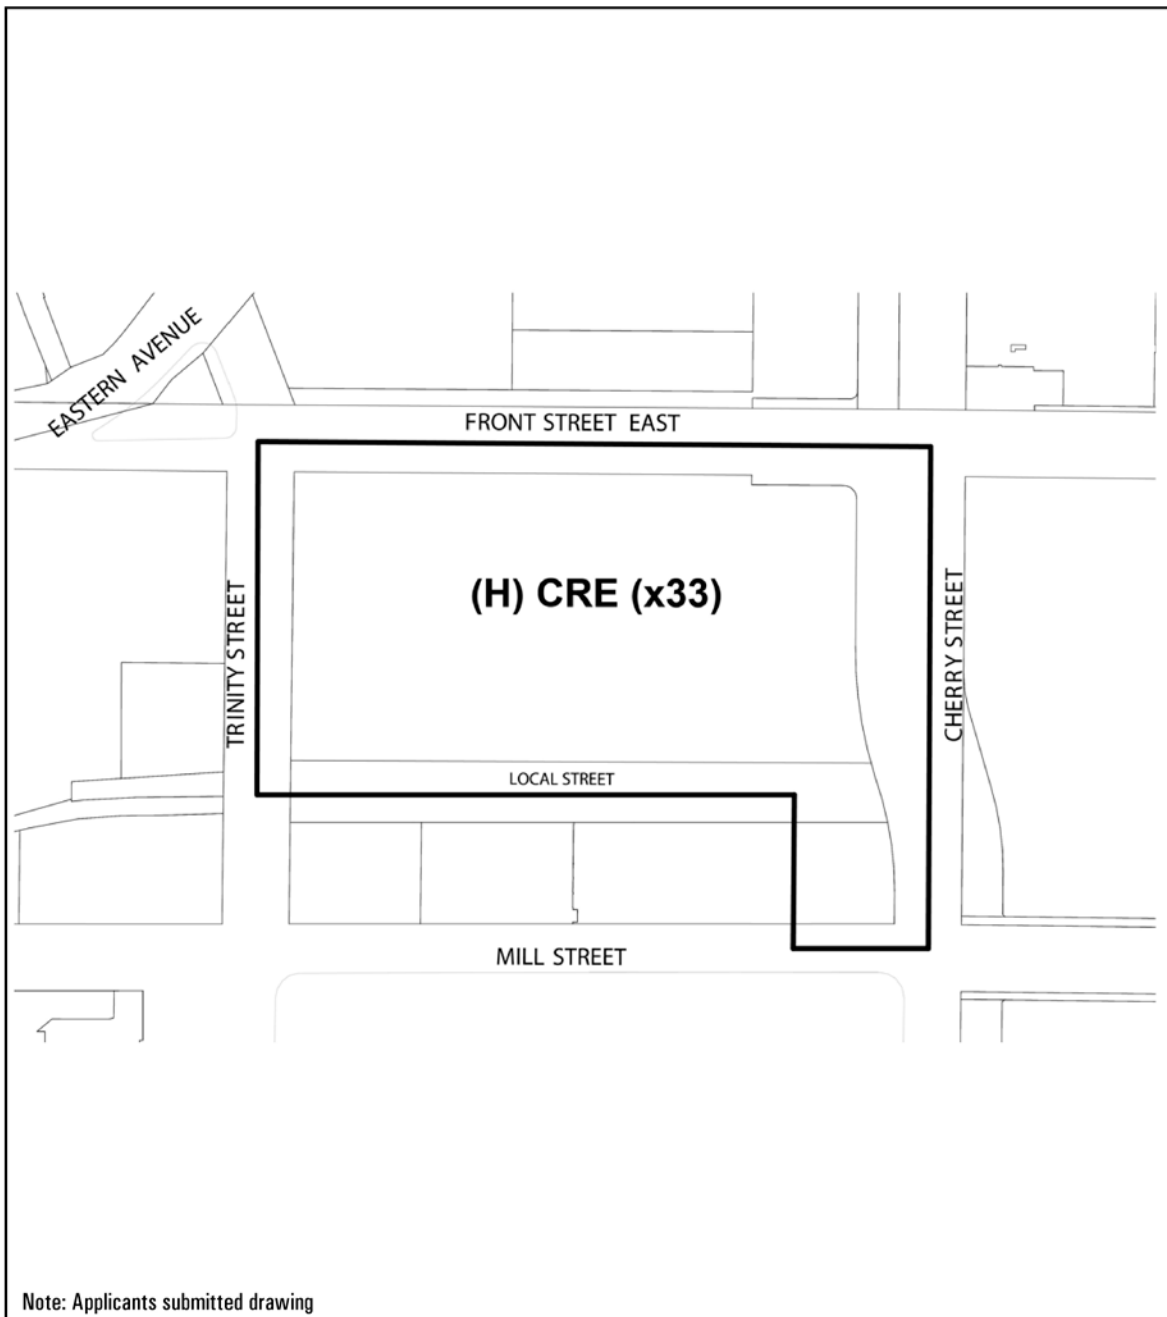 EASTERN AVENUE
FRONT STREET EAST
(H) CRE (x33)
TRINITY STREET
CHERRY STREET
LOCAL STREET
MILL STREET
Note: Applicants submitted drawing